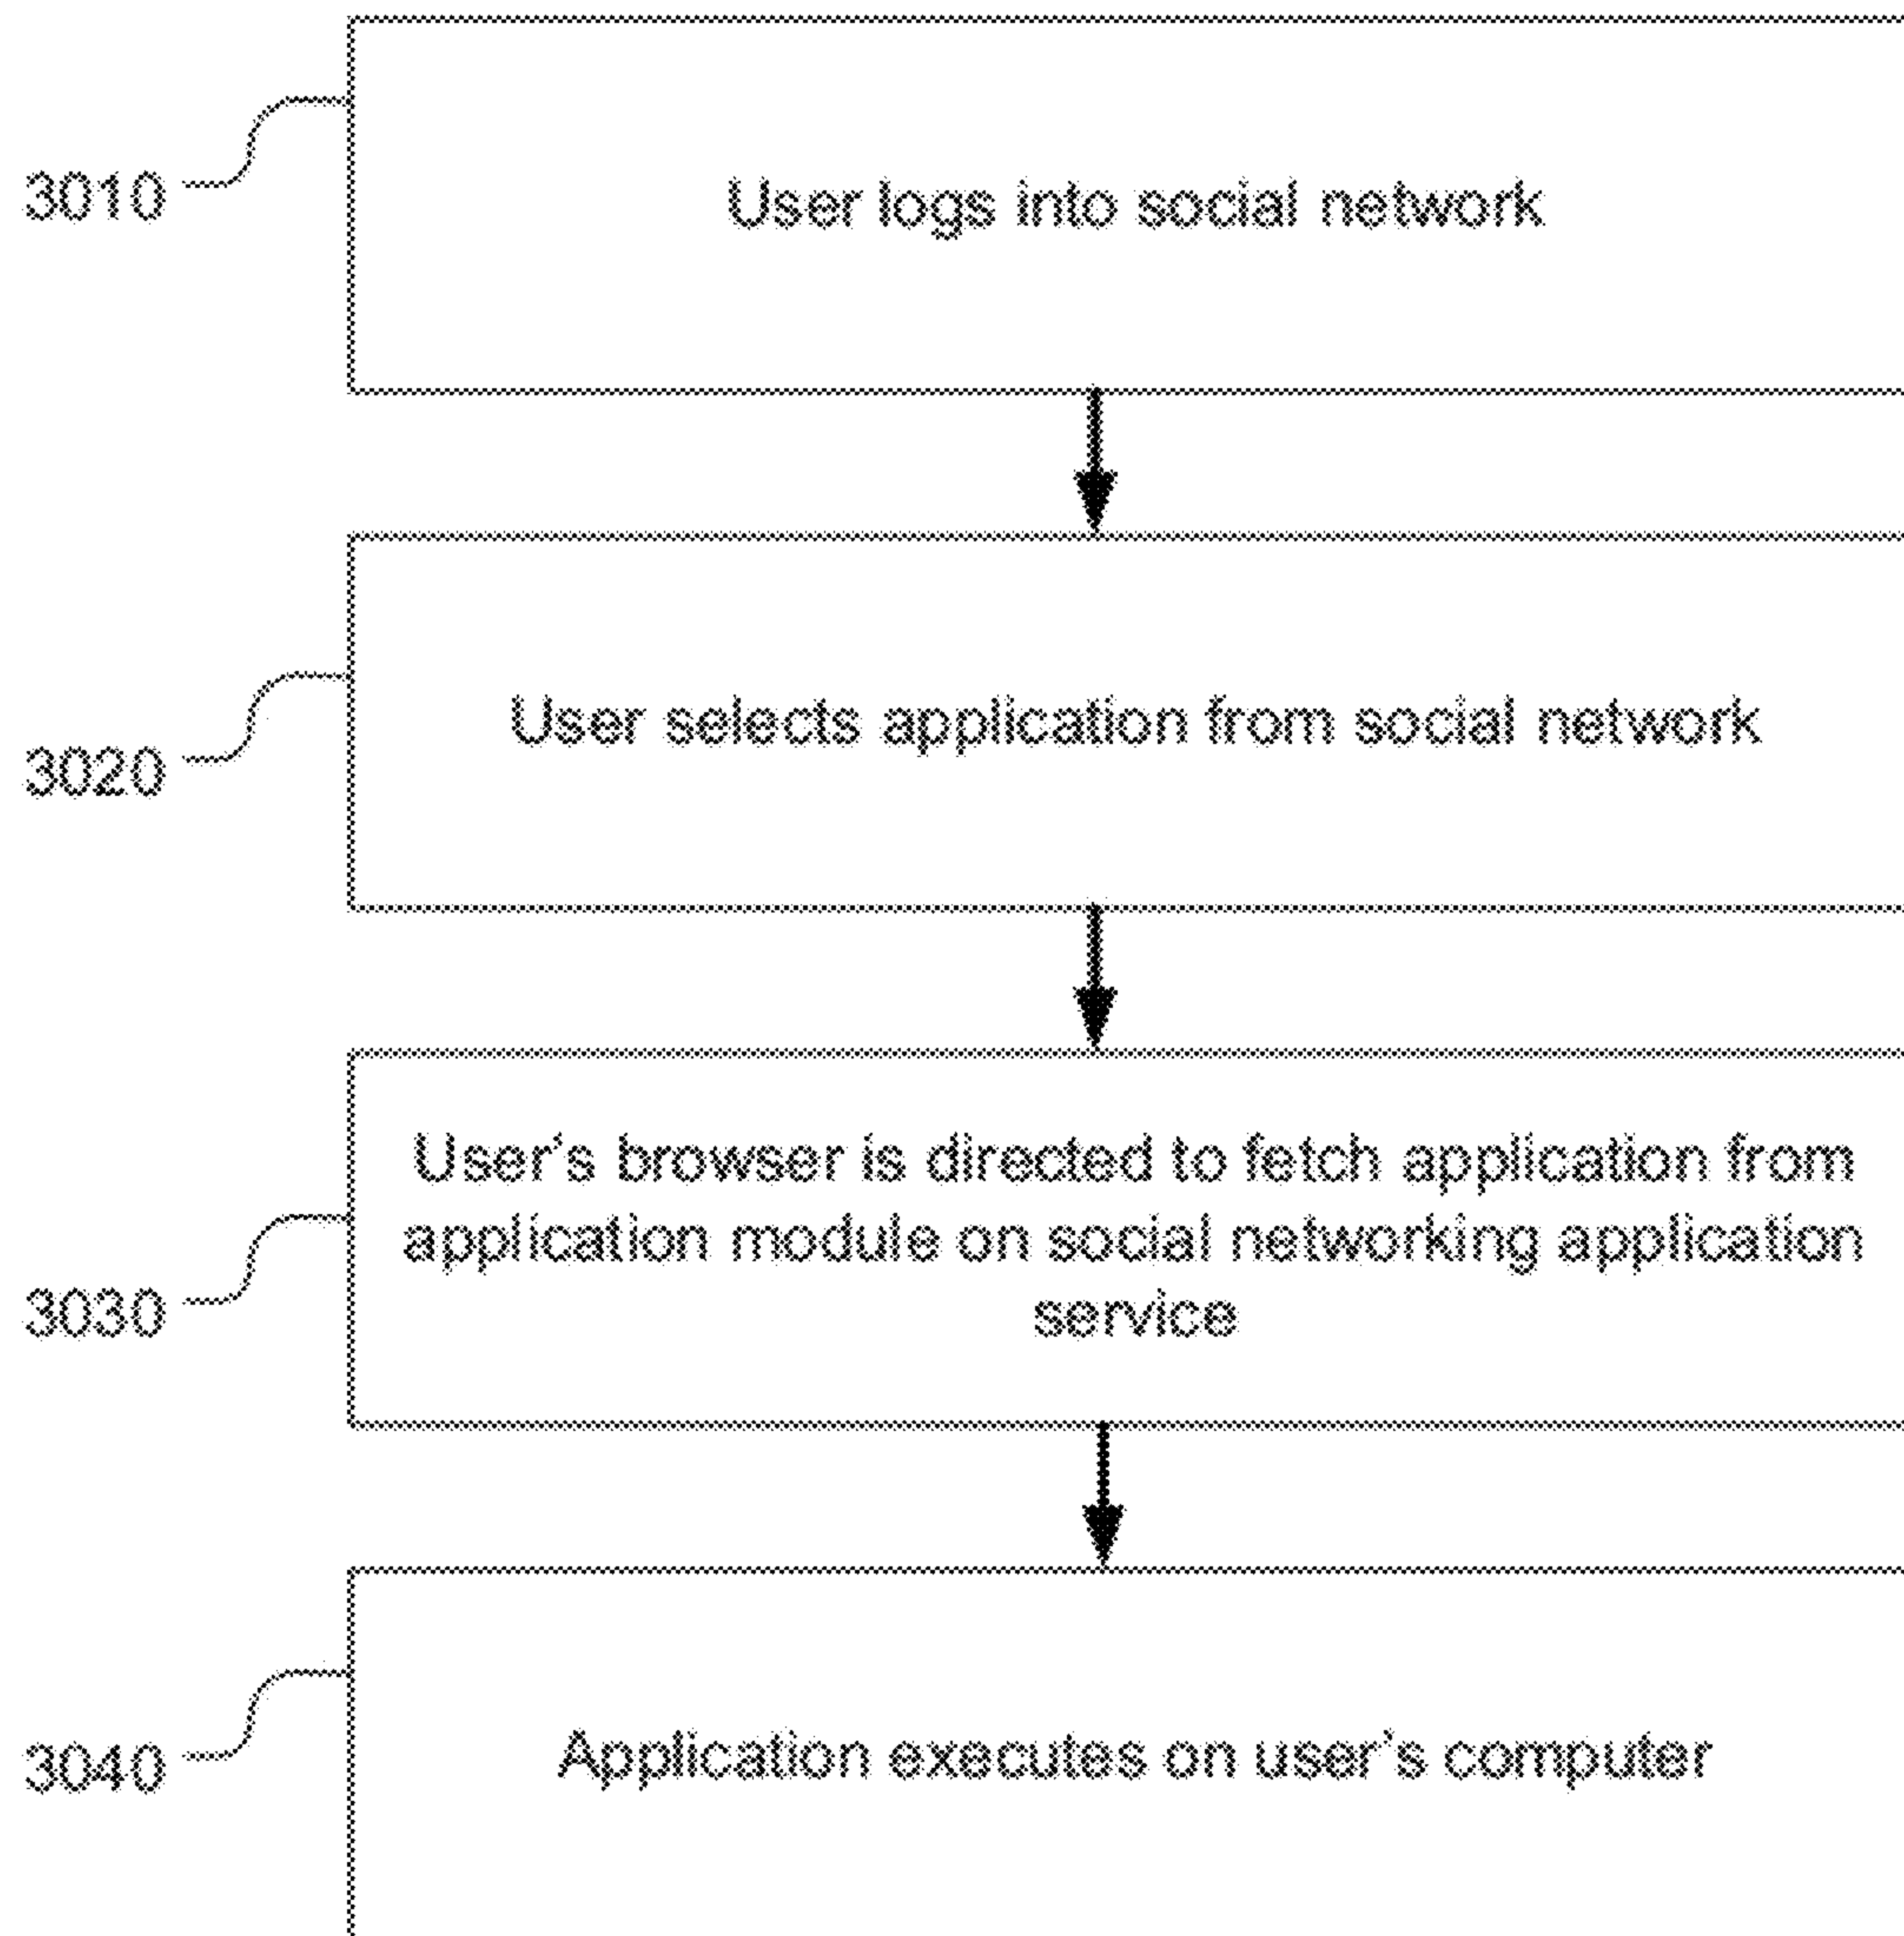 3010
User logs into social network
3020
User selects application from social network
User's browser is directed to fetch application from
application module on social networking application
service
3030
3040
Application executes on user's computer